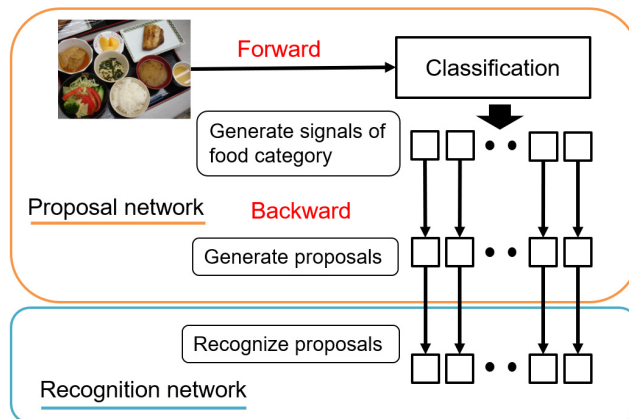 Forward
Classification
Generate signals of
food category
Proposal network
Backward
Generate proposals
Recognize proposals
Recognition network